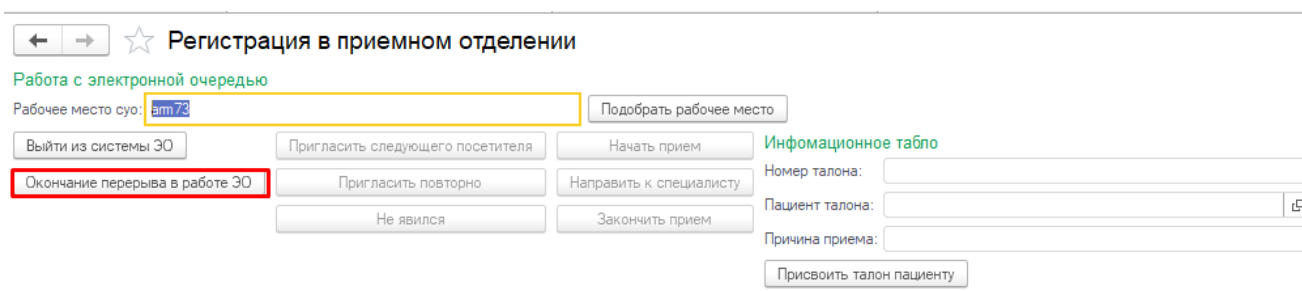 Регистрация в приемном отделении
Работа с электронной очередью
Рабочее место суо: arm73 Подобрать рабочее место
Выйти из системы ЭО Пригласить следующего посетителя Начать прием Инфомационное табло
Окончание перерыва в работе ЭО Пригласить повторно Направить к специалисту Номер талона:
Не явился Закончить прием Пациент талона:
Причина приема:
Присвоить талон пациенту